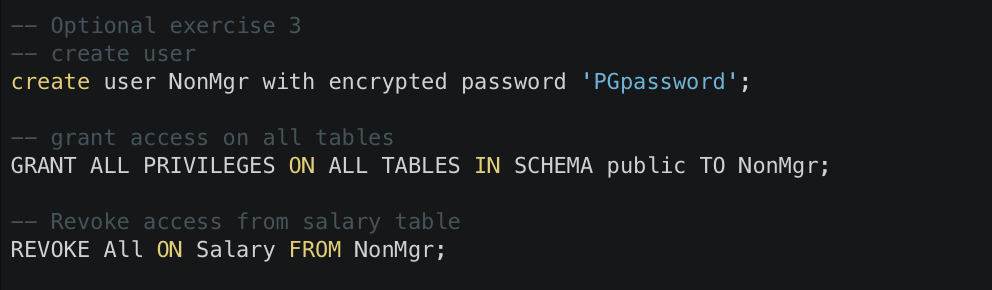 -- Optional exercise 3
-- create user
create user NonMgr with encrypted password 'PGpassword';
-- grant access on all tables
GRANT ALL PRIVILEGES ON ALL TABLES IN SCHEMA public TO NonMgr;
-- Revoke access from salary table
REVOKE All ON Salary FROM NonMgr;